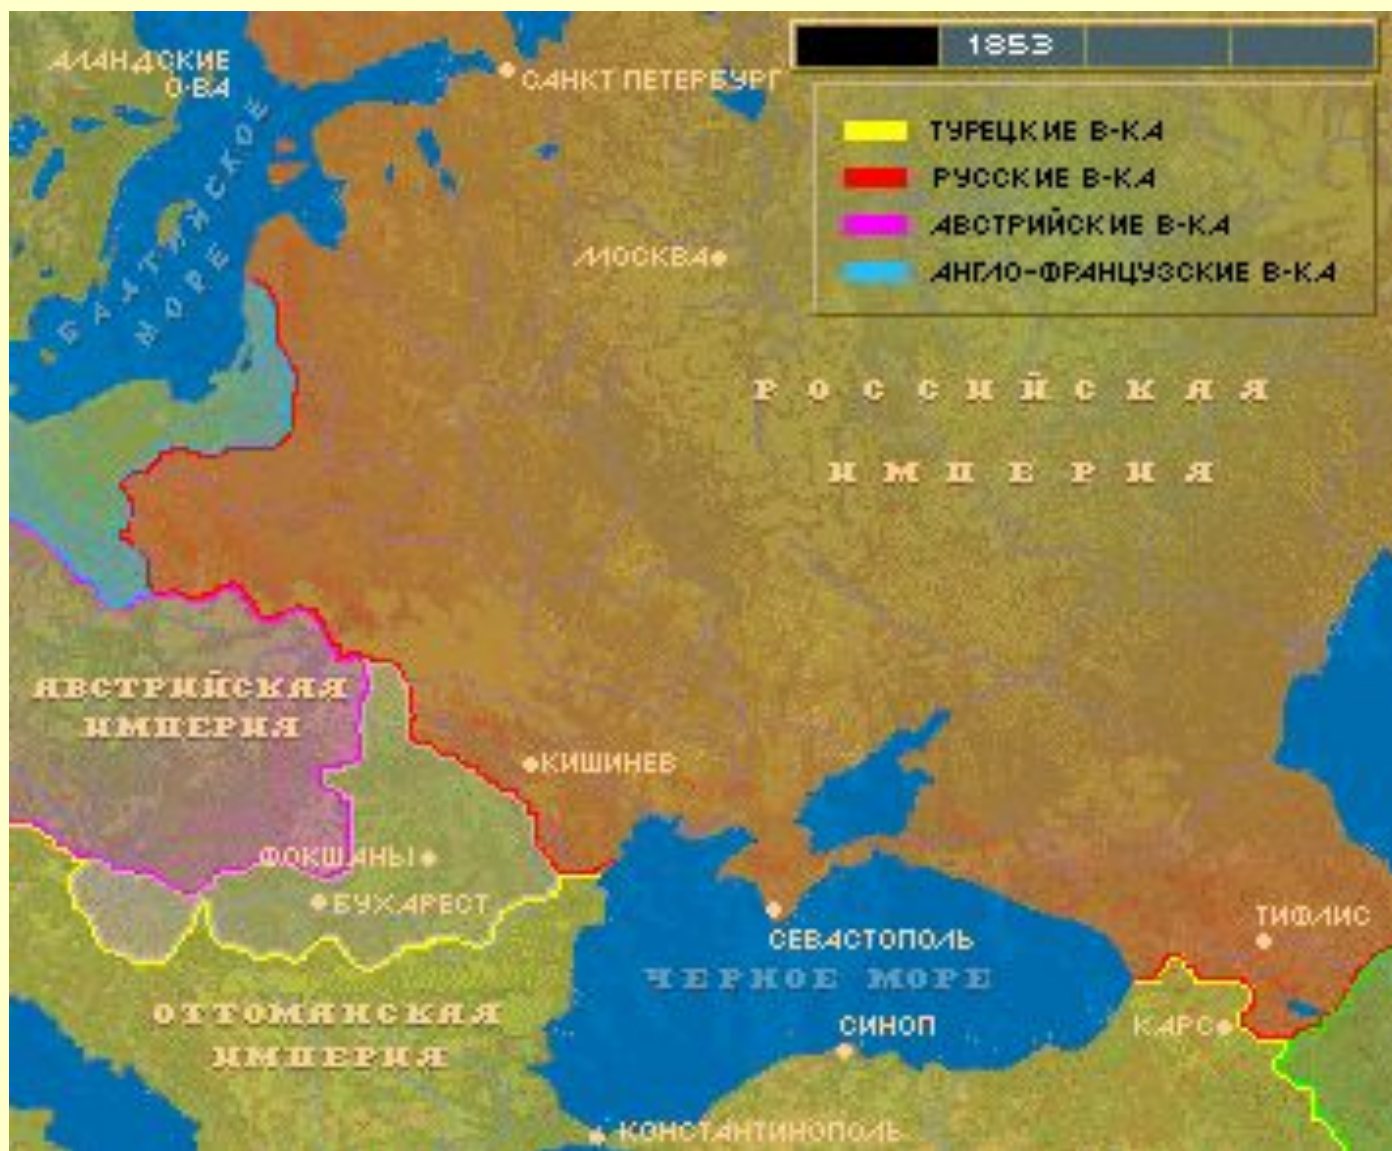 АЛАНДСКИЕ
О-ВА
САНКТ ПЕТЕРБУРГ
1853
ТУРЕЦКИЕ В-КА
РУССКИЕ В-КА
АВСТРИЙСКИЕ В-КА
АНГЛО-ФРАНЦУЗСКИЕ В-КА
БАЛТИЙСКОЕ
МОРЕ
МОСКВА
РОССИЙСКАЯ
ИМПЕРИЯ
АВСТРИЙСКАЯ
ИМПЕРИЯ
КИШИНЕВ
ФОКШАНЫ
БУХАРЕСТ
СЕВАСТОПОЛЬ
ТИФЛИС
ЧЕРНОЕ МОРЕ
ОТТОМАНСКАЯ
ИМПЕРИЯ
СИНОП
КАРС
КОНСТАНТИНОПОЛЬ